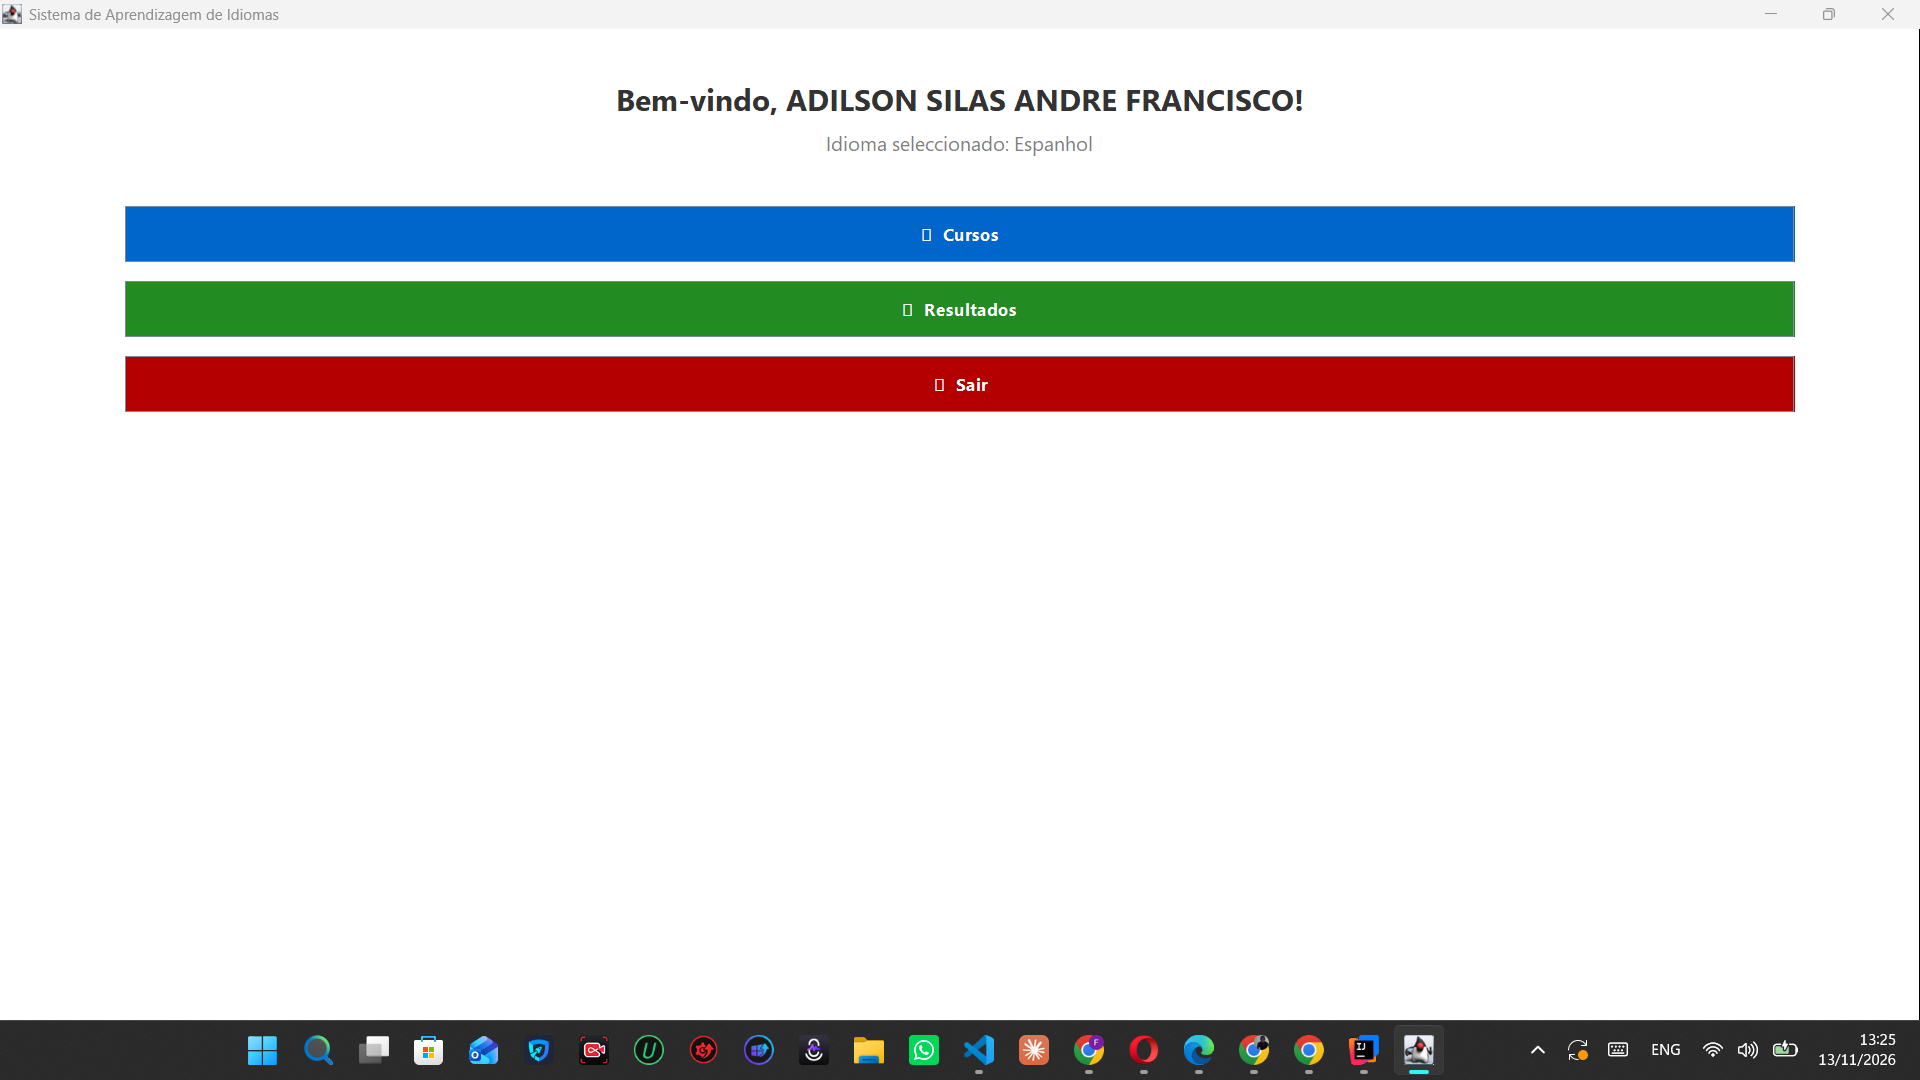 Sistema de Aprendizagem de Idiomas
Bem-vindo, ADILSON SILAS ANDRE FRANCISCO!
Idioma seleccionado: Espanhol
Cursos
Resultados
Sair
ENG
13:25
13/11/2026